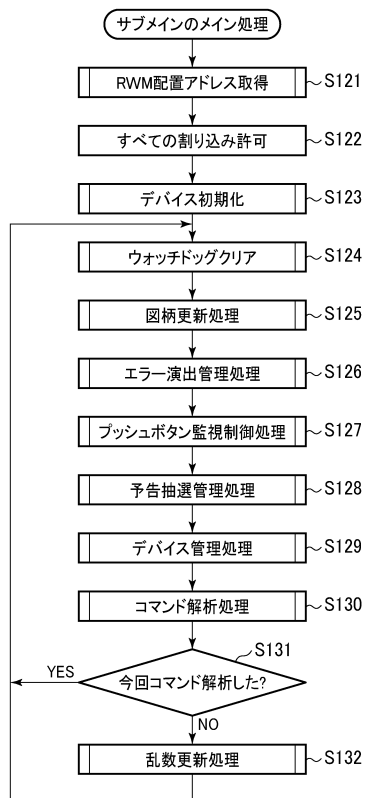 サブメインのメイン処理
RWM配置アドレス取得 S121
すべての割り込み許可 S122
デバイス初期化 S123
ウォッチドッグクリア S124
図柄更新処理 S125
エラー演出管理処理 S126
プッシュボタン監視制御処理 S127
予告抽選管理処理 S128
デバイス管理処理 S129
コマンド解析処理 S130
S131
YES 今回コマンド解析した?
NO
乱数更新処理 S132